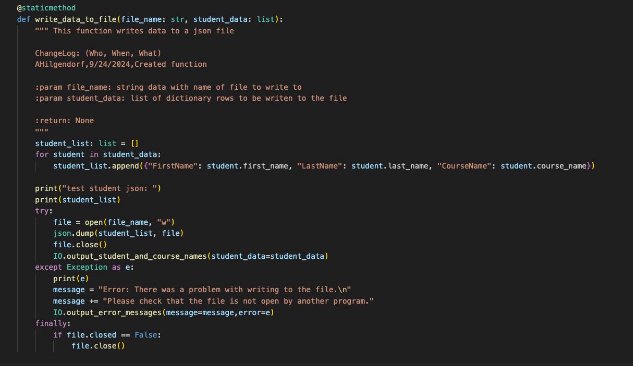 @staticmethod
def write_data_to_file(file_name: str, student_data: list):
    """ This function writes data to a json file

    ChangeLog: (Who, When, What)
    AHilgendorf,9/24/2024,Created function

    :param file_name: string data with name of file to write to
    :param student_data: list of dictionary rows to be writen to the file

    :return: None
    """
    student_list: list = []
    for student in student_data:
        student_list.append({"FirstName": student.first_name, "LastName": student.last_name, "CourseName": student.course_name})

    print("test student json: ")
    print(student_list)
    try:
        file = open(file_name, "w")
        json.dump(student_list, file)
        file.close()
        IO.output_student_and_course_names(student_data=student_data)
    except Exception as e:
        print(e)
        message = "Error: There was a problem with writing to the file.\n"
        message += "Please check that the file is not open by another program."
        IO.output_error_messages(message=message,error=e)
    finally:
        if file.closed == False:
            file.close()